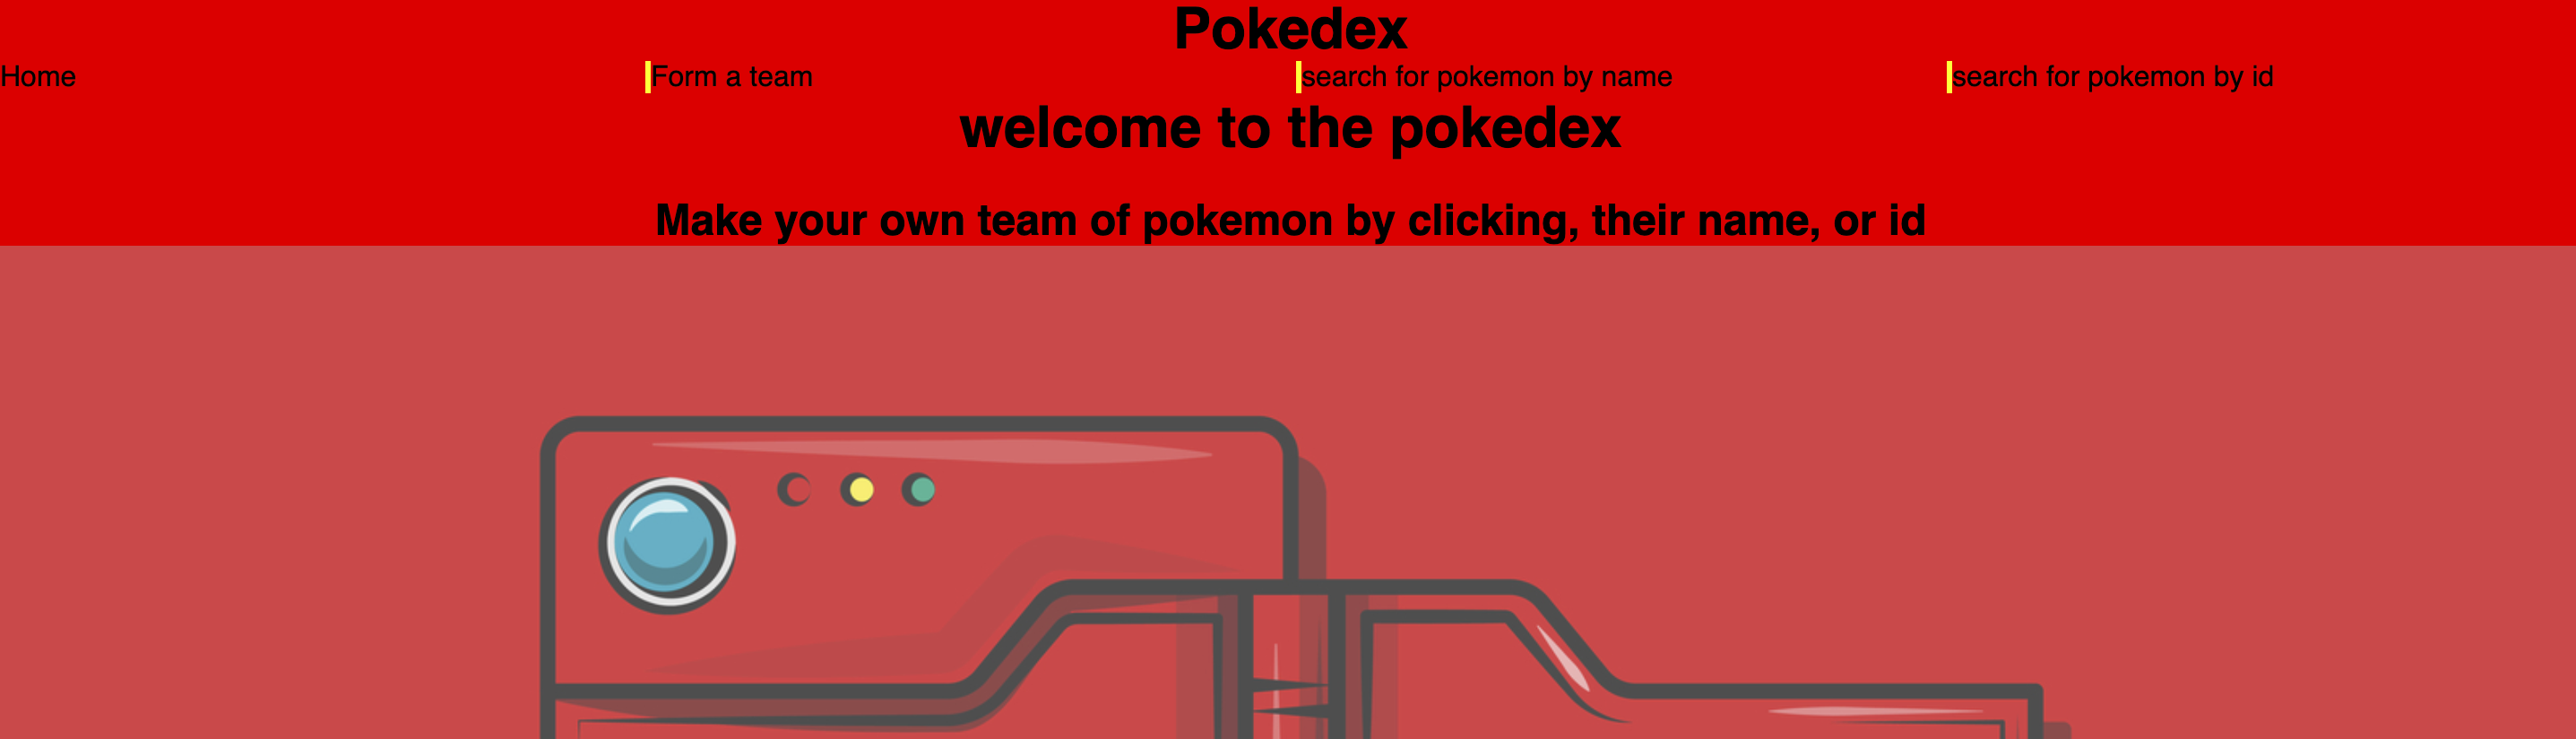 Pokedex
Home Form a team search for pokemon by name search for pokemon by id
welcome to the pokedex
Make your own team of pokemon by clicking, their name, or id